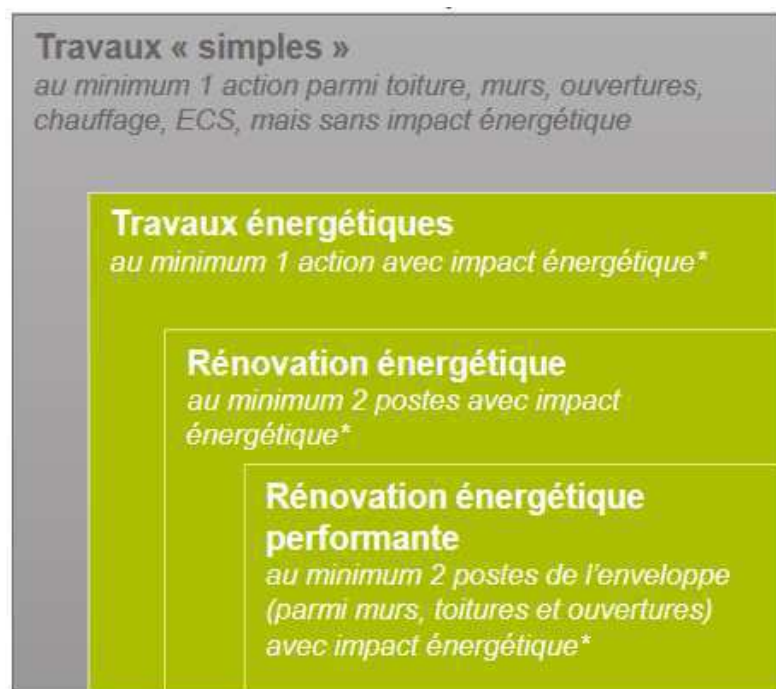 Travaux « simples »
au minimum 1 action parmi toiture, murs, ouvertures,
chauffage, ECS, mais sans impact énergétique
Travaux énergétiques
au minimum 1 action avec impact énergétique*
Rénovation énergétique
au minimum 2 postes avec impact
énergétique*
Rénovation énergétique
performante
au minimum 2 postes de l'enveloppe
(parmi murs, toitures et ouvertures)
avec impact énergétique*